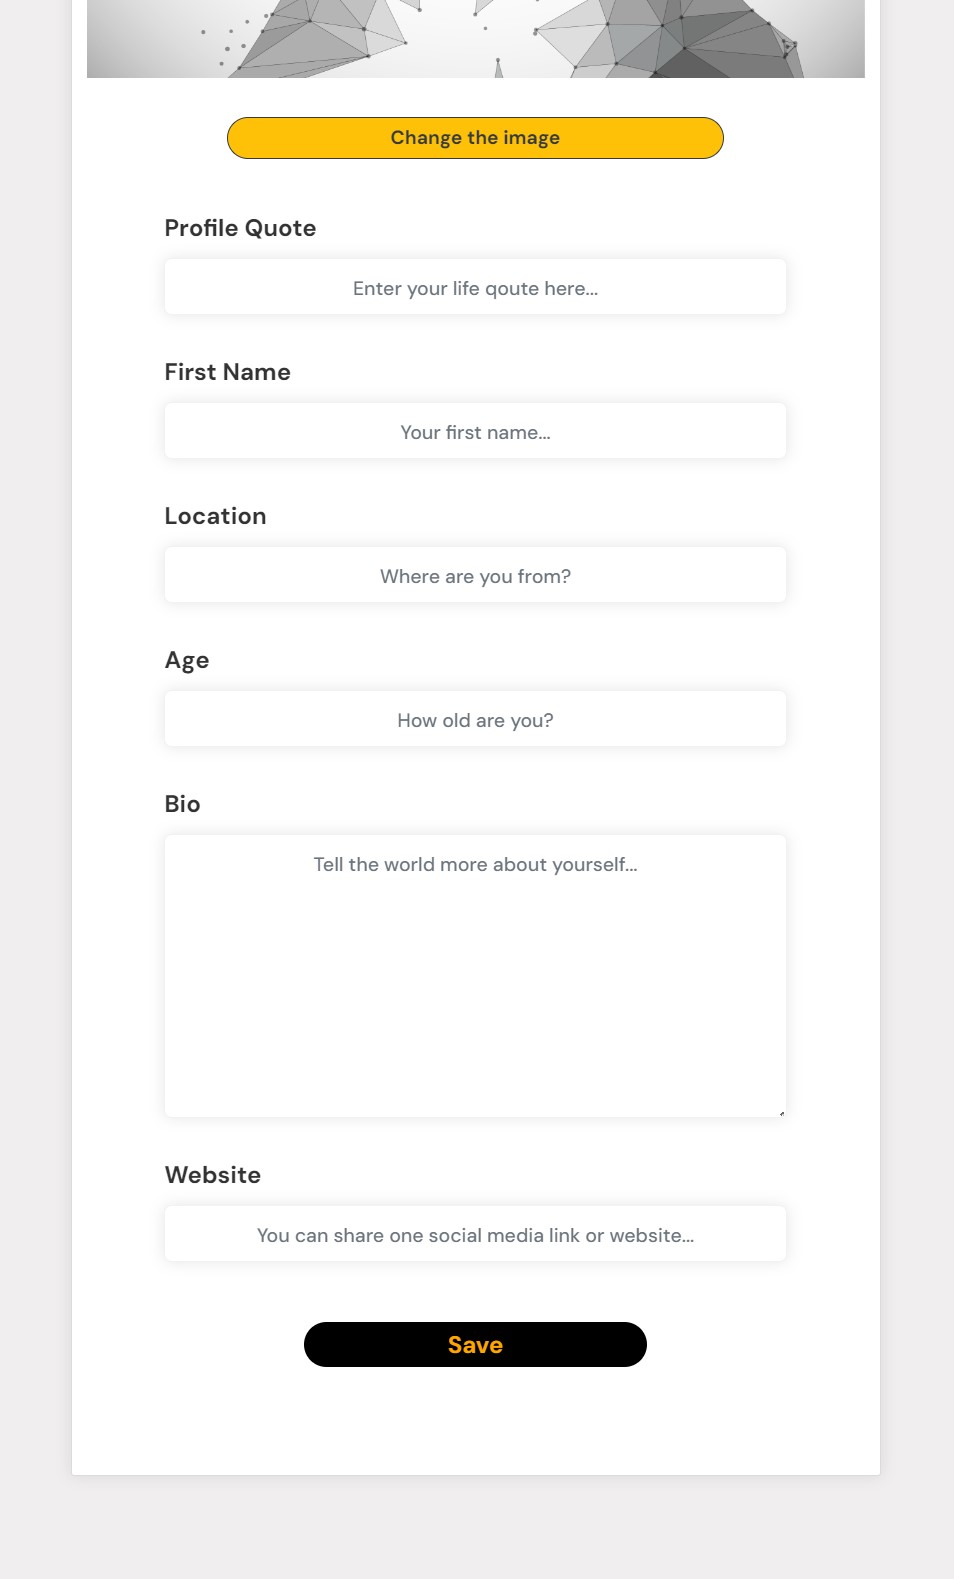 Change the image
Profile Quote
Enter your life qoute here...
First Name
Your first name...
Location
Where are you from?
Age
How old are you?
Bio
Tell the world more about yourself...
Website
You can share one social media link or website...
Save